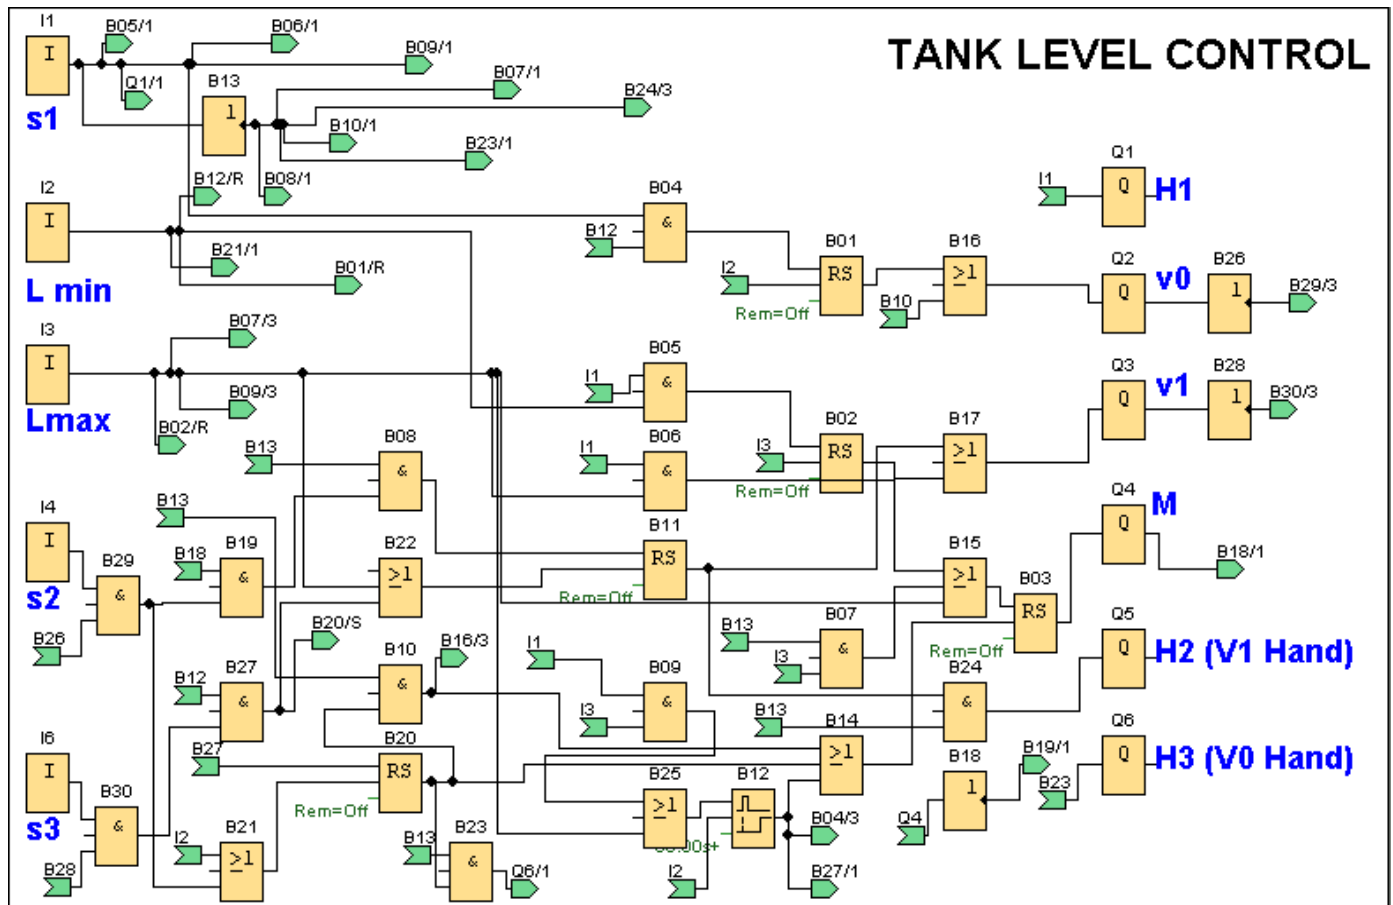 TANK LEVEL CONTROL
I1
B05/1
B06/1
B09/1
I
Q1/1
B13
B07/1
B24/3
s1
1
B10/1
B23/1
I2
B12/R
B08/1
I
B21/1
B01/R
L min
B04
&
B12
I1
Q1
Q
H1
I2
B01
RS
Rem=Off
B16
>1
B10
Q2
Q
v0
B26
1
B29/3
I3
B07/3
I
B09/3
Lmax
B02/R
B05
I1
&
Q3
Q
v1
B28
1
B30/3
B13
B08
&
I1
B06
&
I3
B02
RS
Rem=Off
B17
>1
I4
I
s2
B13
B29
&
B26
B18
B19
&
B22
>1
B11
RS
Rem=Off
B15
>1
B03
RS
Rem=Off
Q4
Q
M
B18/1
B13
I3
B07
&
B20/S
B16/3
B12
B27
&
B10
&
I1
I3
B09
&
B13
B24
&
Q5
Q
H2 (V1 Hand)
I6
I
s3
B27
B20
RS
Rem=Off
B14
>1
B18
1
B19/1
Q4
B23
Q6
Q
H3 (V0 Hand)
B30
&
B28
I2
B21
>1
B13
B23
&
Q6/1
B25
>1
B12
I2
B04/3
B27/1